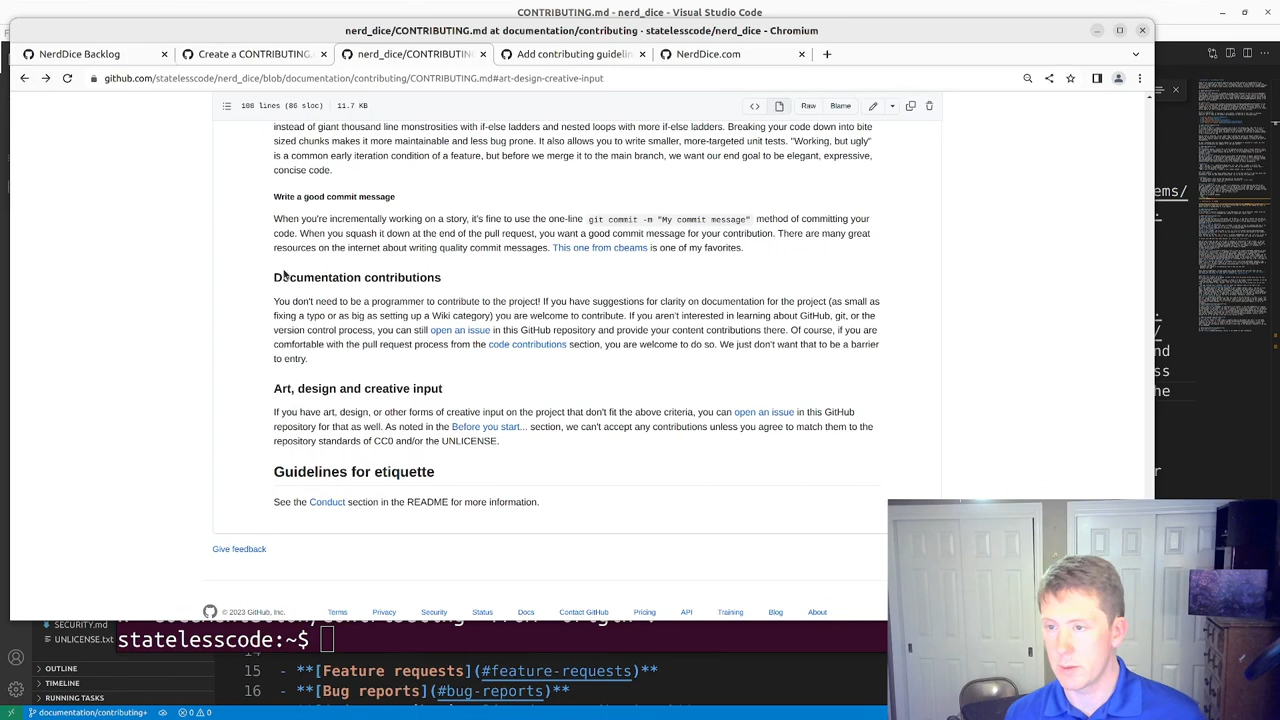 CONTRIBUTING.md - nerd_dice - Visual Studio Code
nerd_dice/CONTRIBUTING.md at documentation/contributing · statelesscode/nerd_dice - Chromium
NerdDice Backlog
Create a CONTRIBUTING.
nerd_dice/CONTRIBUTING
Add contributing guidelin
NerdDice.com
github.com/statelesscode/nerd_dice/blob/documentation/contributing/CONTRIBUTING.md#art-design-creative-input
108 lines (86 sloc) 11.7 KB
Raw
Blame
instead of giant thousand line monstrosities with if-else ladders and nested loops with more if-else ladders. Breaking your code down into bite
sized chunks makes it more maintainable and less bug prone. It also allows you to write smaller, more-targeted unit tests. "Working, but ugly"
is a common early iteration condition of a feature, but before we merge it to the main branch, we want our end goal to be elegant, expressive,
concise code.
Write a good commit message
When you're incrementally working on a story, it's fine to use the one-line git commit -m "My commit message" method of committing your
code. When you squash it down at the end of the pull request, you want a good commit message for your contribution. There are many great
resources on the internet about writing quality commit messages. This one from cbeams is one of my favorites.
Documentation contributions
You don't need to be a programmer to contribute to the project! If you have suggestions for clarity on documentation for the project (as small as
fixing a typo or as big as setting up a Wiki category) you are welcome to contribute. If you aren't interested in learning about GitHub, git, or the
version control process, you can still open an issue in this GitHub repository and provide your content contributions there. Of course, if you are
comfortable with the pull request process from the code contributions section, you are welcome to do so. We just don't want that to be a barrier
to entry.
Art, design and creative input
If you have art, design, or other forms of creative input on the project that don't fit the above criteria, you can open an issue in this GitHub
repository for that as well. As noted in the Before you start... section, we can't accept any contributions unless you agree to match them to the
repository standards of CC0 and/or the UNLICENSE.
Guidelines for etiquette
See the Conduct section in the README for more information.
Give feedback
© 2023 GitHub, Inc.
Terms
Privacy
Security
Status
Docs
Contact GitHub
Pricing
API
Training
Blog
About
ems/
nd
ss
the
SECURITY.md
UNLICENSE.txt
statelesscode:~$
15 - **[Feature requests](#feature-requests)**
16 - **[Bug reports](#bug-reports)**
OUTLINE
TIMELINE
RUNNING TASKS
documentation/contributing+
0 0